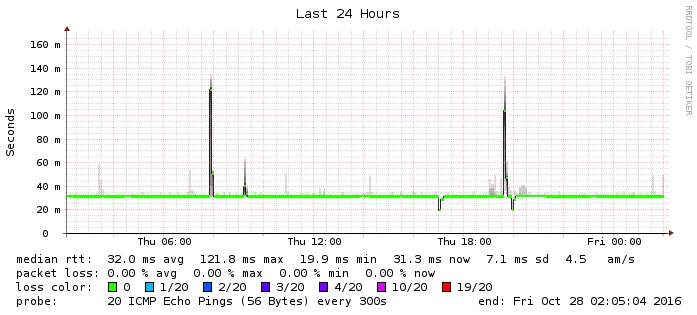 Last 24 Hours
RRDTOOL / TOBI OETIKER
Seconds
160 m
140 m
120 m
100 m
80 m
60 m
40 m
20 m
0
Thu 06:00 Thu 12:00 Thu 18:00 Fri 00:00
median rtt: 32.0 ms avg 121.8 ms max 19.9 ms min 31.3 ms now 7.1 ms sd 4.5 am/s
packet loss: 0.00 % avg 0.00 % max 0.00 % min 0.00 % now
loss color: 0 1/20 2/20 3/20 4/20 10/20 19/20
probe: 20 ICMP Echo Pings (56 Bytes) every 300s end: Fri Oct 28 02:05:04 2016